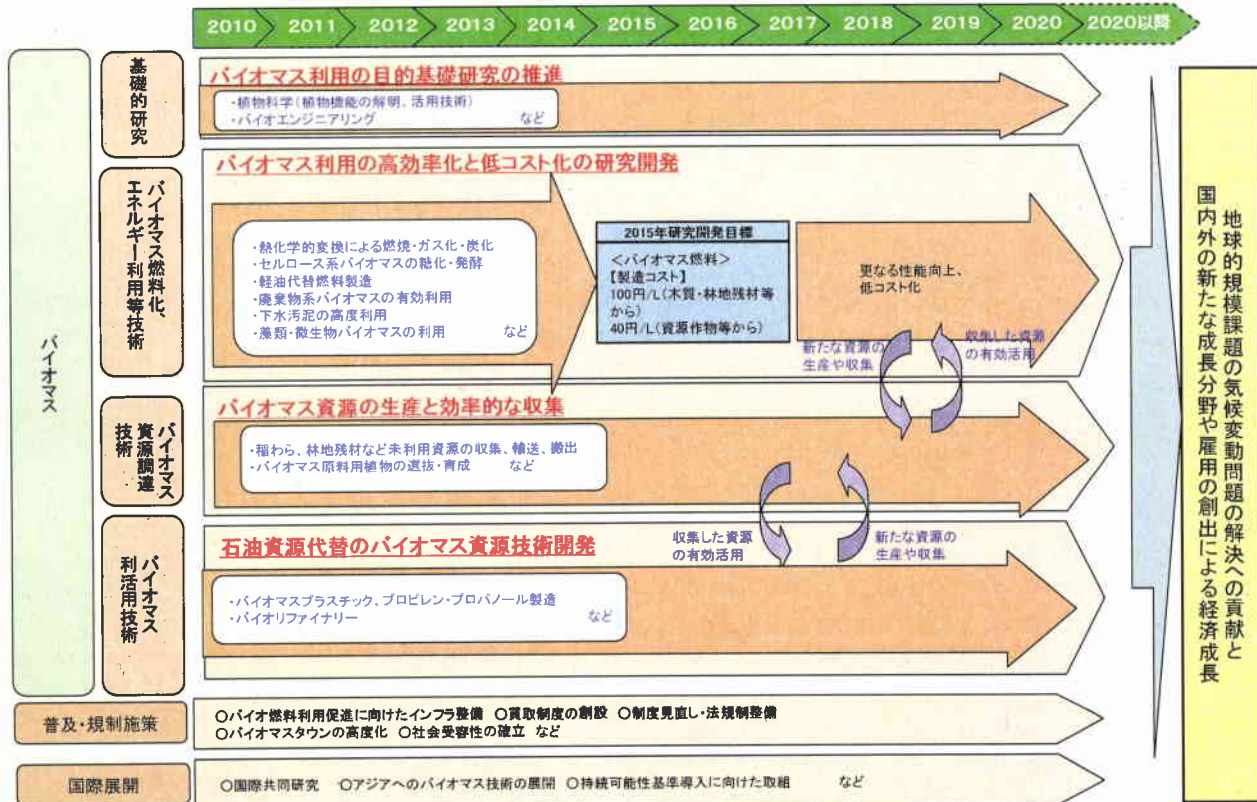 2010 2011 2012 2013 2014 2015 2016 2017 2018 2019 2020 2020以降
バイオマス
基礎的研究
バイオマス利用の目的基礎研究の推進
・植物科学(植物機能の解明、活用技術)
・バイオエンジニアリング など
バイオマス燃料化、
エネルギー利用等技術
バイオマス利用の高効率化と低コスト化の研究開発
・熱化学的変換による燃焼・ガス化・炭化
・セルロース系バイオマスの糖化・発酵
・軽油代替燃料製造
・廃棄物系バイオマスの有効利用
・下水汚泥の高度利用
・藻類・微生物バイオマスの利用 など
2015年研究開発目標
<バイオマス燃料>
【製造コスト】
100円/L(木質・林地残材等
から)
40円/L(資源作物等から)
更なる性能向上、
低コスト化
新たな資源の
生産や収集
収集した資源
の有効活用
バイオマス
資源調達
技術
バイオマス資源の生産と効率的な収集
・稲わら、林地残材など未利用資源の収集、輸送、搬出
・バイオマス原料用植物の選抜・育成 など
収集した資源
の有効活用
新たな資源の
生産や収集
バイオマス
利活用技術
石油資源代替のバイオマス資源技術開発
・バイオマスプラスチック、プロピレン・プロパノール製造
・バイオリファイナリー など
普及・規制施策
○バイオ燃料利用促進に向けたインフラ整備 ○買取制度の創設 ○制度見直し・法規制整備
○バイオマスタウンの高度化 ○社会受容性の確立 など
国際展開
○国際共同研究 ○アジアへのバイオマス技術の展開 ○持続可能性基準導入に向けた取組 など
地球的規模課題の気候変動問題の解決への貢献と
国内外の新たな成長分野や雇用の創出による経済成長